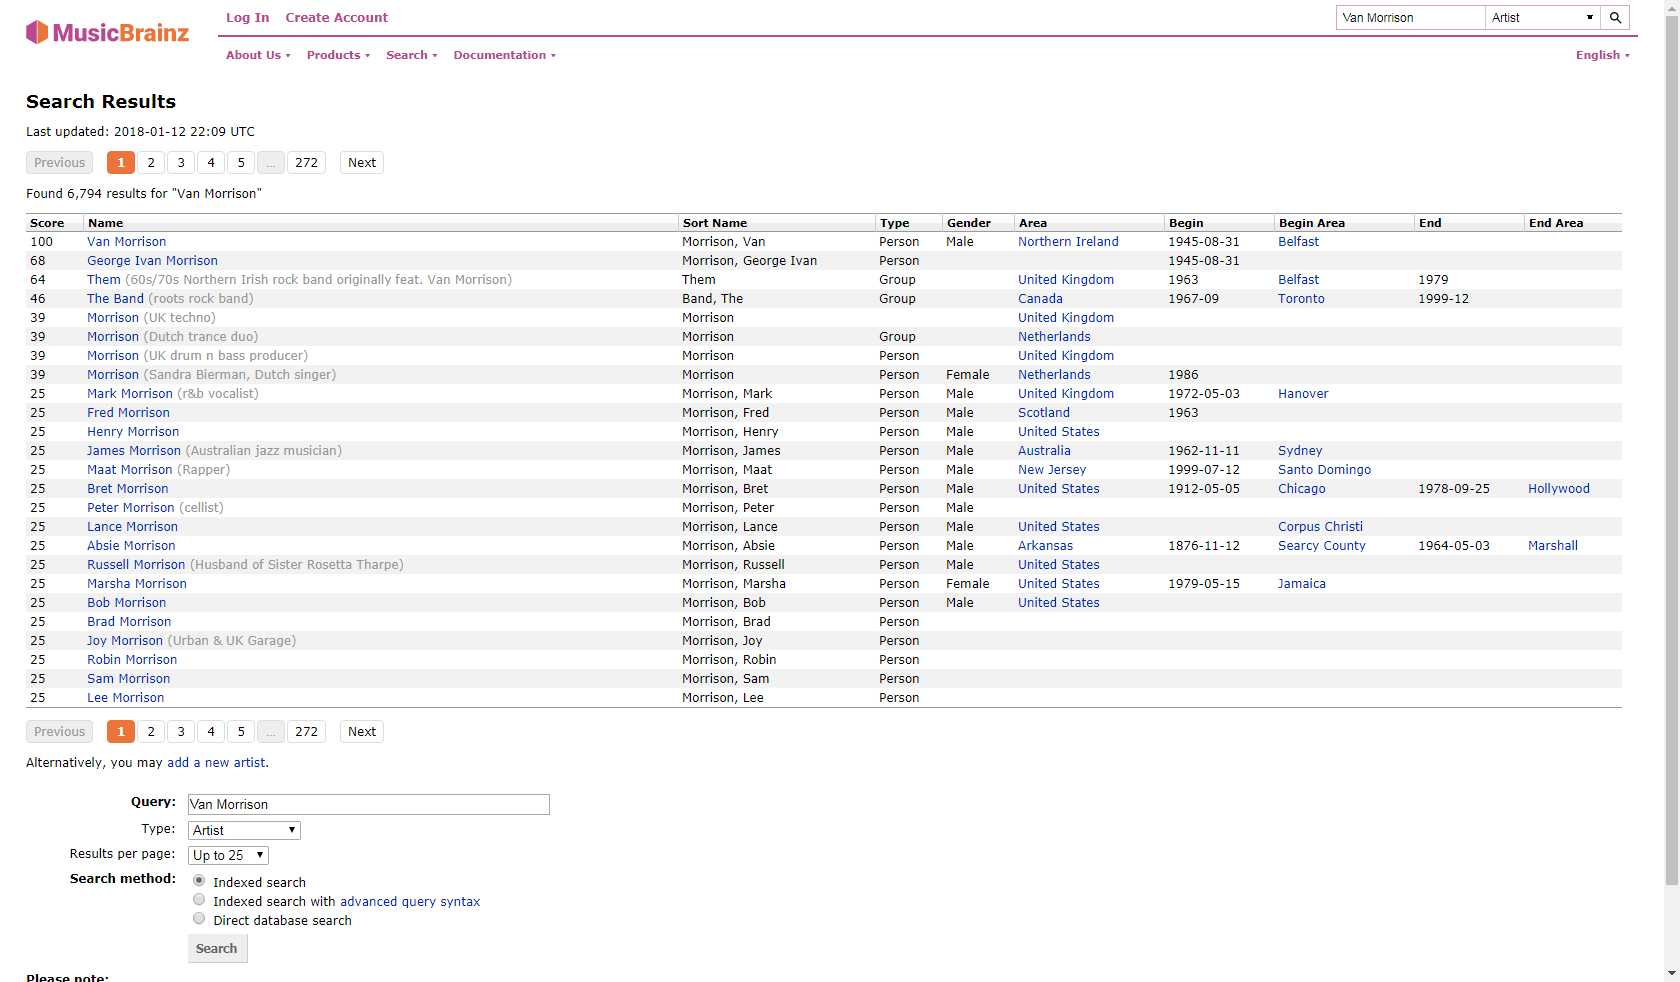 MusicBrainz
Log In Create Account
Van Morrison Artist
About Us Products Search Documentation English
Search Results
Last updated: 2018-01-12 22:09 UTC
Previous 1 2 3 4 5 ... 272 Next
Found 6,794 results for "Van Morrison"
Score Name Sort Name Type Gender Area Begin Begin Area End End Area
100 Van Morrison Morrison, Van Person Male Northern Ireland 1945-08-31 Belfast
68 George Ivan Morrison Morrison, George Ivan Person 1945-08-31
64 Them (60s/70s Northern Irish rock band originally feat. Van Morrison) Them Group United Kingdom 1963 Belfast 1979
46 The Band (roots rock band) Band, The Group Canada 1967-09 Toronto 1999-12
39 Morrison (UK techno) Morrison United Kingdom
39 Morrison (Dutch trance duo) Morrison Group Netherlands
39 Morrison (UK drum n bass producer) Morrison Person United Kingdom
39 Morrison (Sandra Bierman, Dutch singer) Morrison Person Female Netherlands 1986
25 Mark Morrison (r&b vocalist) Morrison, Mark Person Male United Kingdom 1972-05-03 Hanover
25 Fred Morrison Morrison, Fred Person Male Scotland 1963
25 Henry Morrison Morrison, Henry Person Male United States
25 James Morrison (Australian jazz musician) Morrison, James Person Male Australia 1962-11-11 Sydney
25 Maat Morrison (Rapper) Morrison, Maat Person Male New Jersey 1999-07-12 Santo Domingo
25 Bret Morrison Morrison, Bret Person Male United States 1912-05-05 Chicago 1978-09-25 Hollywood
25 Peter Morrison (cellist) Morrison, Peter Person Male
25 Lance Morrison Morrison, Lance Person Male United States Corpus Christi
25 Absie Morrison Morrison, Absie Person Male Arkansas 1876-11-12 Searcy County 1964-05-03 Marshall
25 Russell Morrison (Husband of Sister Rosetta Tharpe) Morrison, Russell Person Male United States
25 Marsha Morrison Morrison, Marsha Person Female United States 1979-05-15 Jamaica
25 Bob Morrison Morrison, Bob Person Male United States
25 Brad Morrison Morrison, Brad Person
25 Joy Morrison (Urban & UK Garage) Morrison, Joy Person
25 Robin Morrison Morrison, Robin Person
25 Sam Morrison Morrison, Sam Person
25 Lee Morrison Morrison, Lee Person
Previous 1 2 3 4 5 ... 272 Next
Alternatively, you may add a new artist.
Query: Van Morrison
Type: Artist
Results per page: Up to 25
Search method: Indexed search
Indexed search with advanced query syntax
Direct database search
Search
Please note: